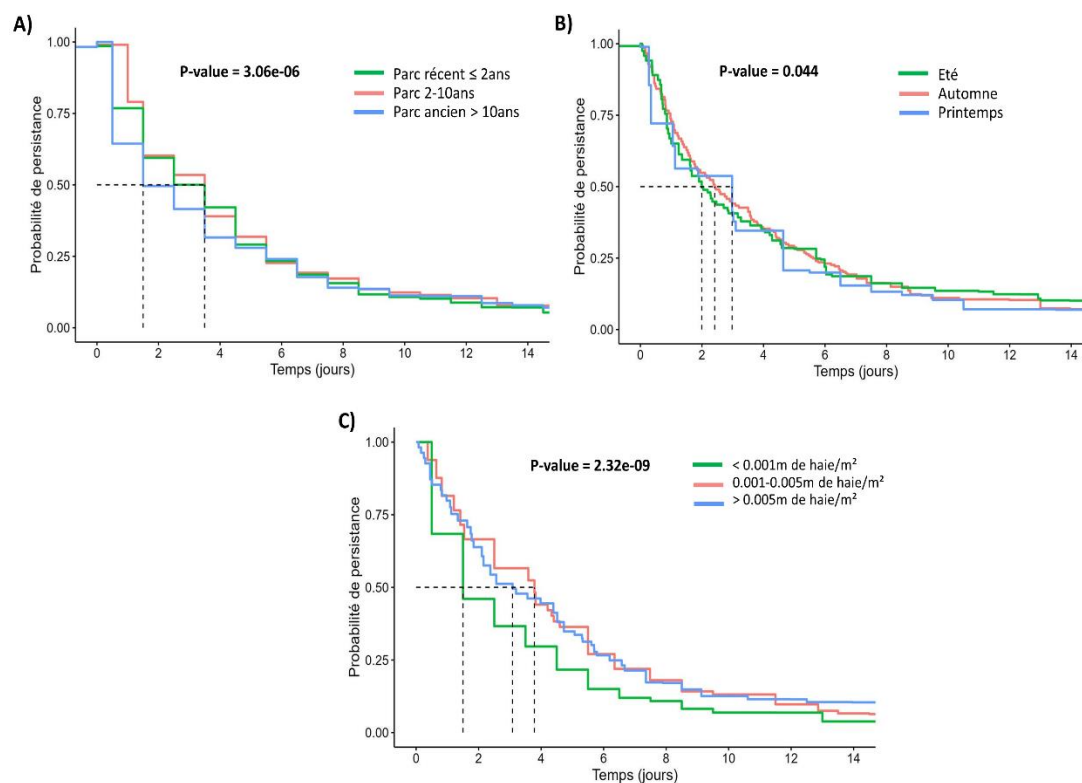 A)
P-value = 3.06e-06
Parc récent ≤ 2ans
Parc 2-10ans
Parc ancien > 10ans
Probabilité de persistance
1.00
0.75
0.50
0.25
0.00
0 2 4 6 8 10 12 14
Temps (jours)
B)
P-value = 0.044
Eté
Automne
Printemps
Probabilité de persistance
1.00
0.75
0.50
0.25
0.00
0 2 4 6 8 10 12 14
Temps (jours)
C)
P-value = 2.32e-09
< 0.001m de haie/m²
0.001-0.005m de haie/m²
> 0.005m de haie/m²
Probabilité de persistance
1.00
0.75
0.50
0.25
0.00
0 2 4 6 8 10 12 14
Temps (jours)